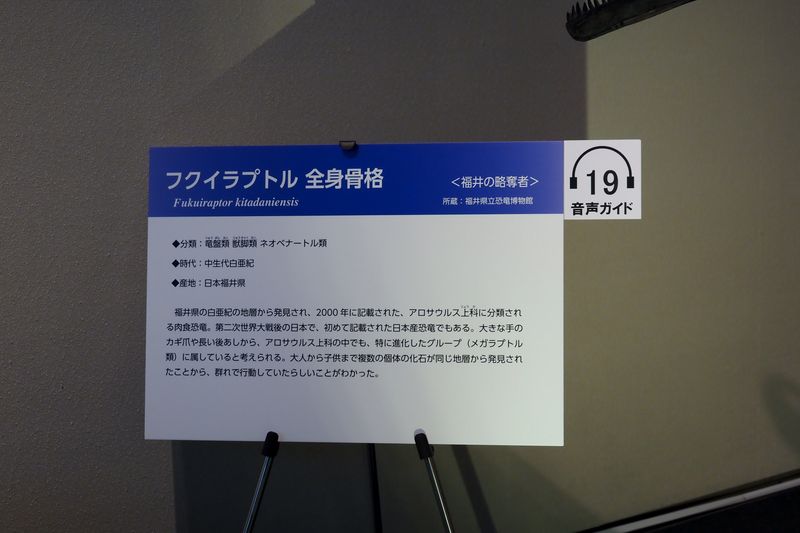 フクイラプトル 全身骨格
<福井の略奪者>
Fukuiraptor kitadaniensis
所蔵：福井県立恐竜博物館
19
音声ガイド
◆分類：竜盤類 獣脚類 ネオベナートル類
◆時代：中生代白亜紀
◆産地：日本福井県
福井県の白亜紀の地層から発見され、2000 年に記載された、アロサウルス上科に分類され
る肉食恐竜。第二次世界大戦後の日本で、初めて記載された日本産恐竜でもある。大きな手の
カギ爪や長い後あしから、アロサウルス上科の中でも、特に進化したグループ（メガラプトル
類）に属していると考えられる。大人から子供まで複数の個体の化石が同じ地層から発見され
たことから、群れで行動していたらしいことがわかった。